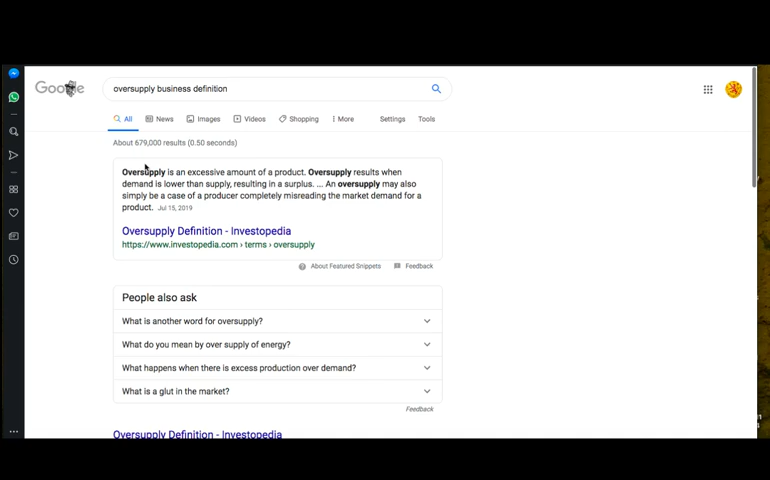 Google
oversupply business definition
All News Images Videos Shopping More Settings Tools
About 679,000 results (0.50 seconds)
Oversupply is an excessive amount of a product. Oversupply results when
demand is lower than supply, resulting in a surplus. ... An oversupply may also
simply be a case of a producer completely misreading the market demand for a
product. Jul 15, 2019
Oversupply Definition - Investopedia
https://www.investopedia.com › terms › oversupply
About Featured Snippets Feedback
People also ask
What is another word for oversupply?
What do you mean by over supply of energy?
What happens when there is excess production over demand?
What is a glut in the market?
Feedback
Oversupply Definition - Investopedia